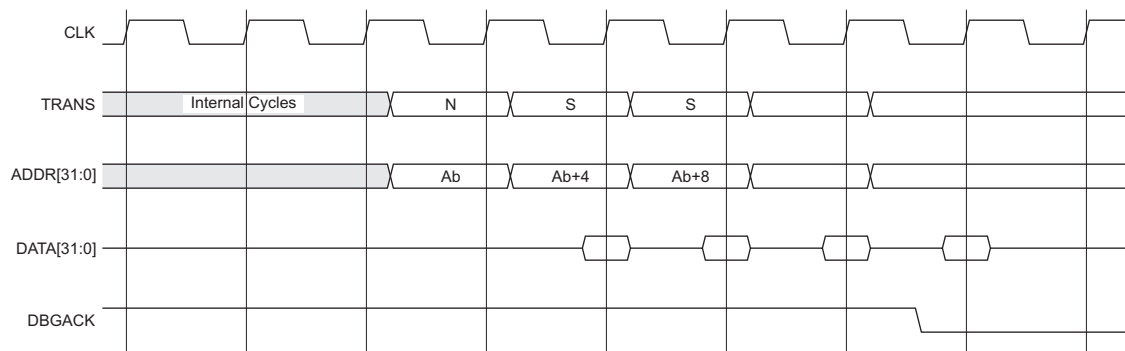 CLK
TRANS Internal Cycles N S S
ADDR[31:0] Ab Ab+4 Ab+8
DATA[31:0]
DBGACK